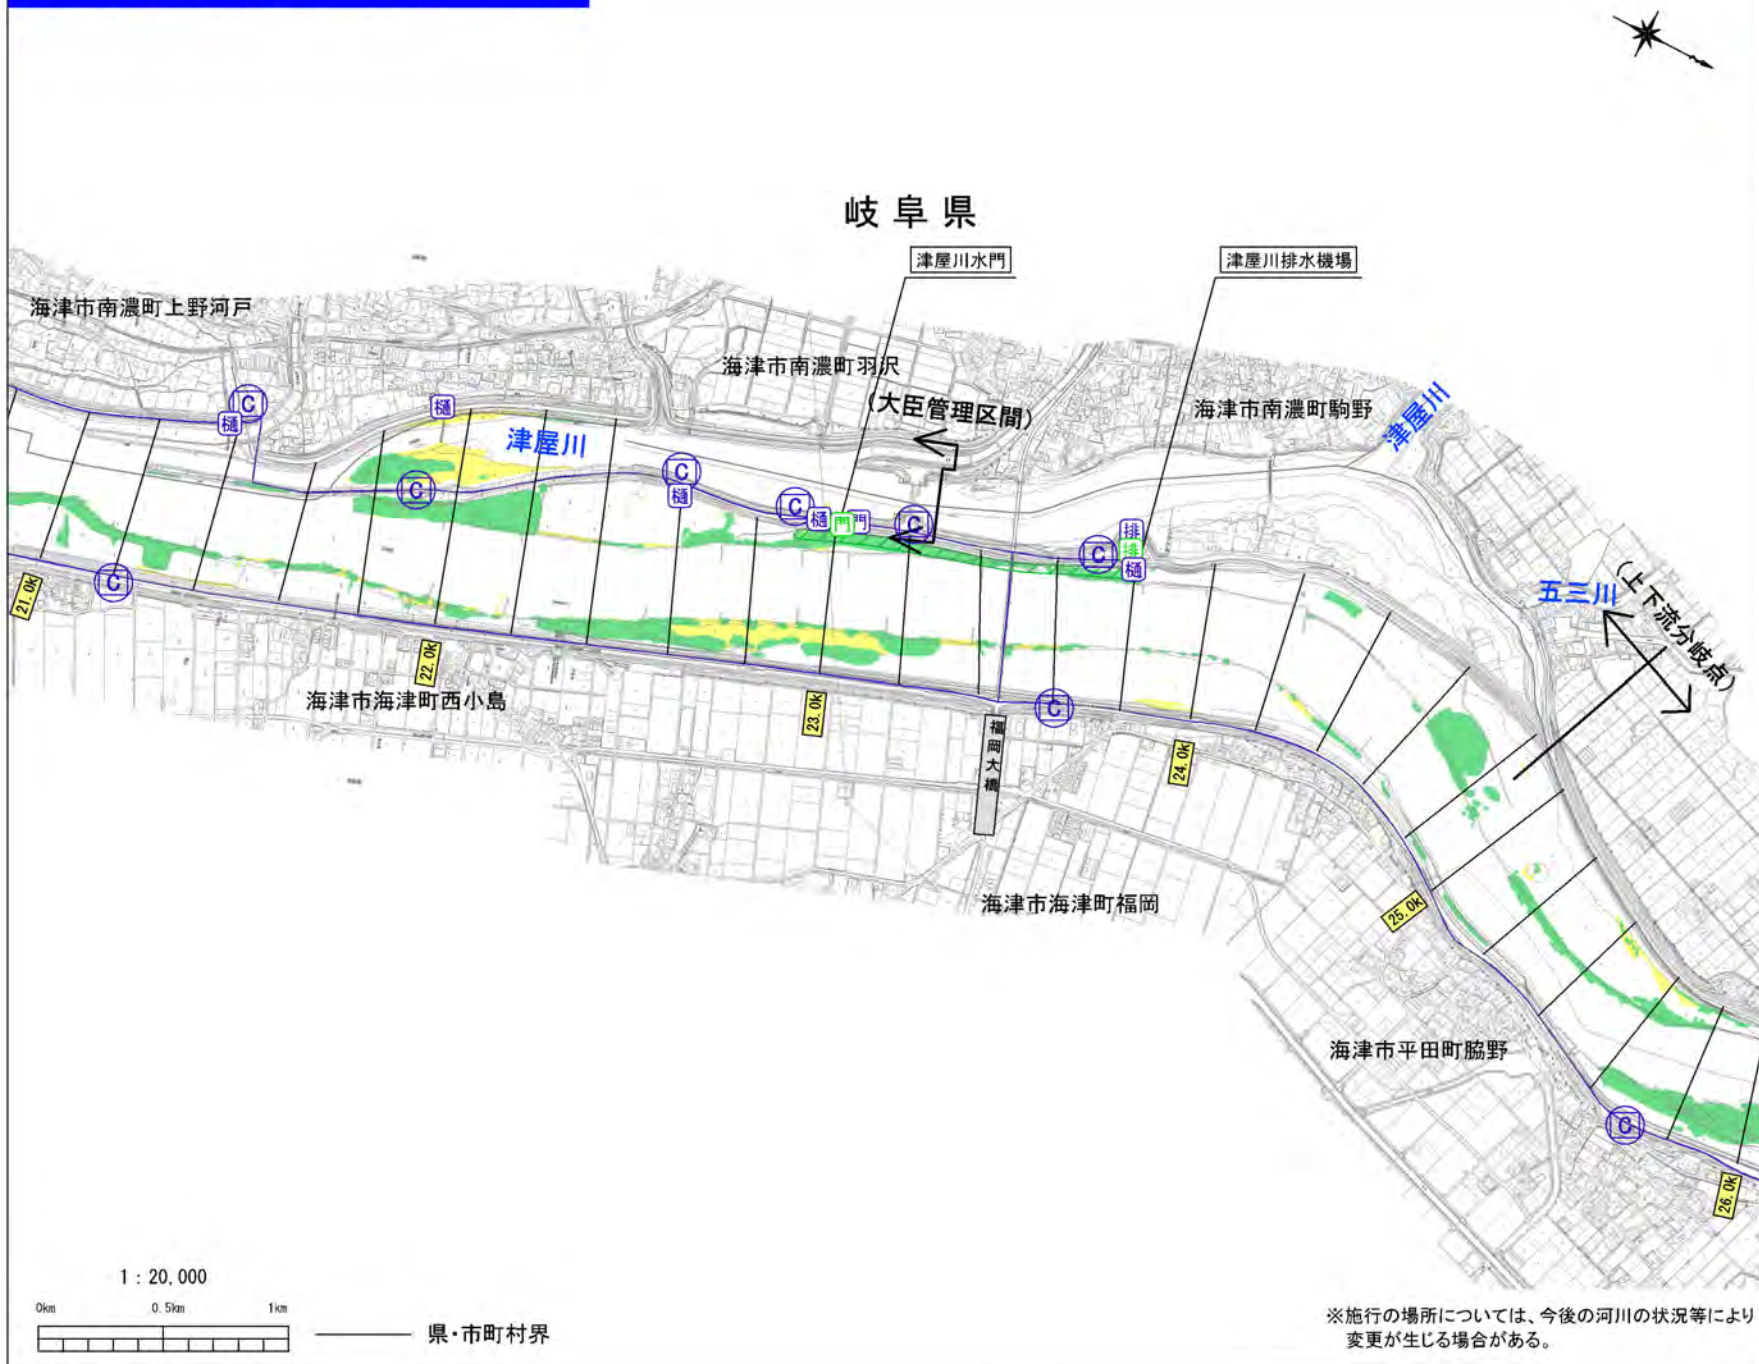 岐阜県
津屋川水門
津屋川排水機場
海津市南濃町上野河戸
海津市南濃町羽沢
(大臣管理区間)
海津市南濃町駒野
津屋川
C
樋
樋
津屋川
C
C
樋
C
樋
門
門
C
C
排
排
樋
五三川
(上下流分岐点)
21.0k
C
22.0k
海津市海津町西小島
23.0k
福岡大橋
C
24.0k
海津市海津町福岡
25.0k
海津市平田町脇野
C
26.0k
1:20,000
0km 0.5km 1km
県・市町村界
※施行の場所については、今後の河川の状況等により
変更が生じる場合がある。